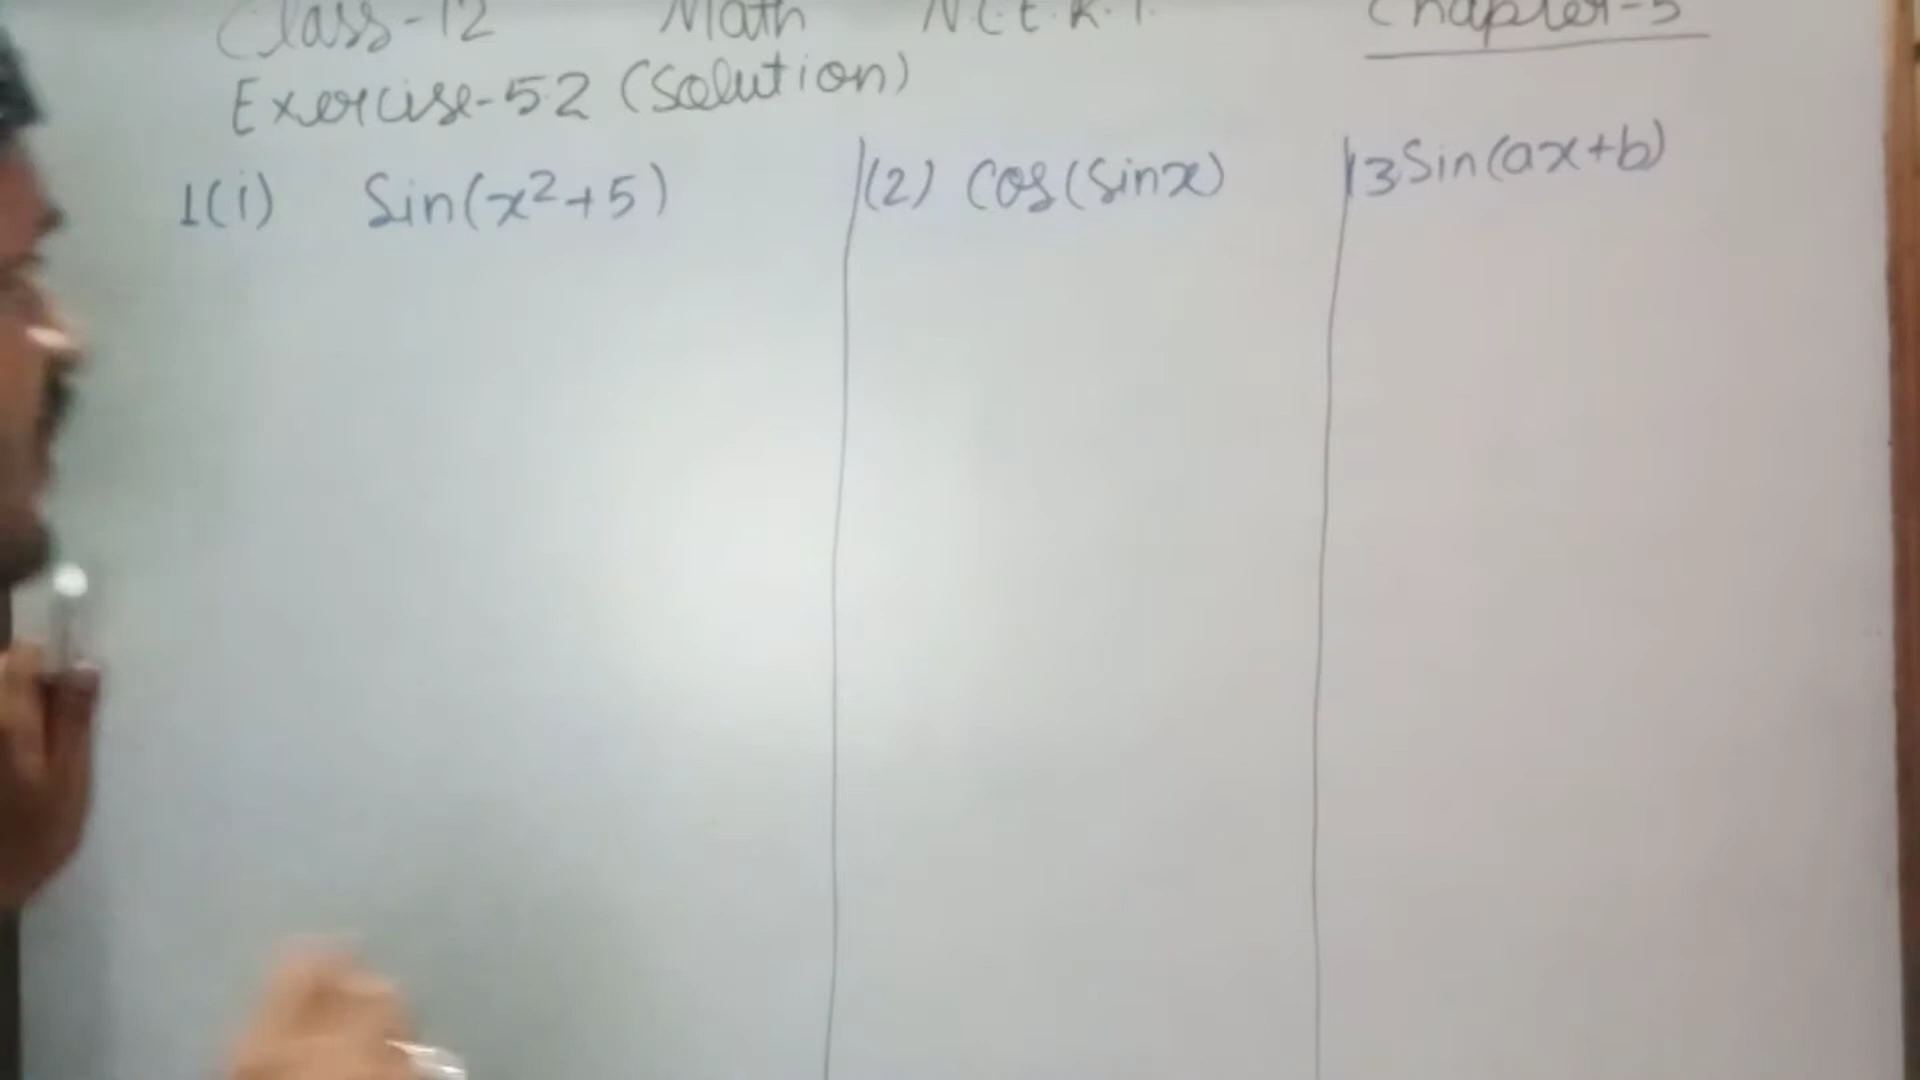 Class-12 Math N.C.E.R.T. Chapter-5
Exercise-5.2 (Solution)
1(i) Sin(x²+5) (2) Cos(Sinx) 3 Sin(ax+b)